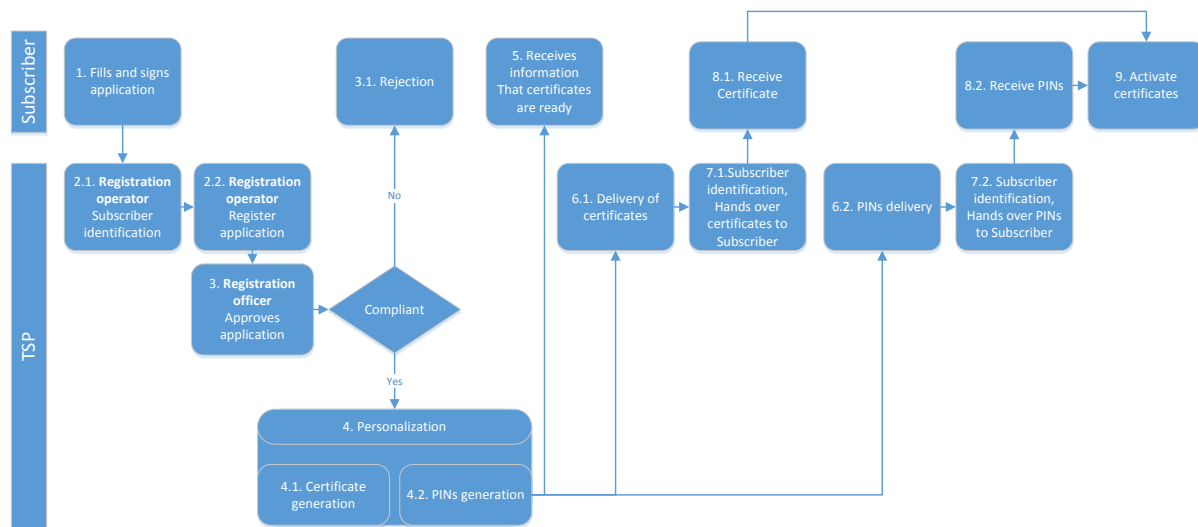 Subscriber
1. Fills and signs
application
3.1. Rejection
5. Receives
information
That certificates
are ready
8.1. Receive
Certificate
8.2. Receive PINs
9. Activate
certificates
TSP
2.1. Registration
operator
Subscriber
identification
2.2. Registration
operator
Register
application
No
6.1. Delivery of
certificates
7.1.Subscriber
identification,
Hands over
certificates to
Subscriber
6.2. PINs delivery
7.2. Subscriber
identification,
Hands over PINs
to Subscriber
3. Registration
officer
Approves
application
Compliant
Yes
4. Personalization
4.1. Certificate
generation
4.2. PINs generation